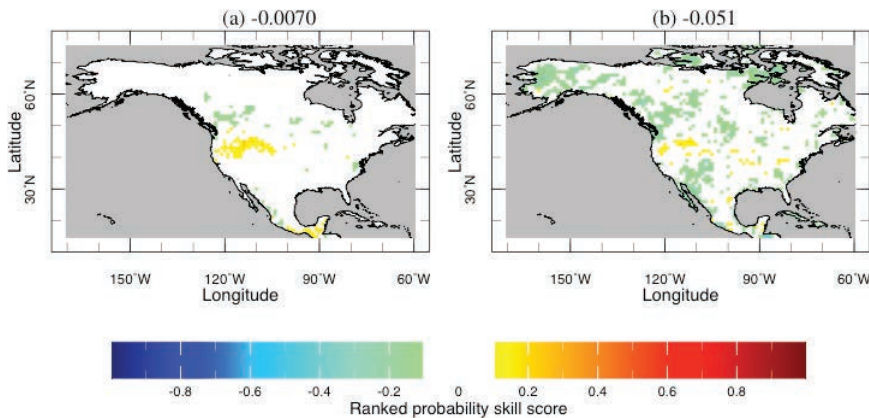 (a) -0.0070
(b) -0.051
Latitude
60°N
30°N
150°W 120°W 90°W 60°W
Longitude
Latitude
60°N
30°N
150°W 120°W 90°W 60°W
Longitude
-0.8 -0.6 -0.4 -0.2 0 0.2 0.4 0.6 0.8
Ranked probability skill score